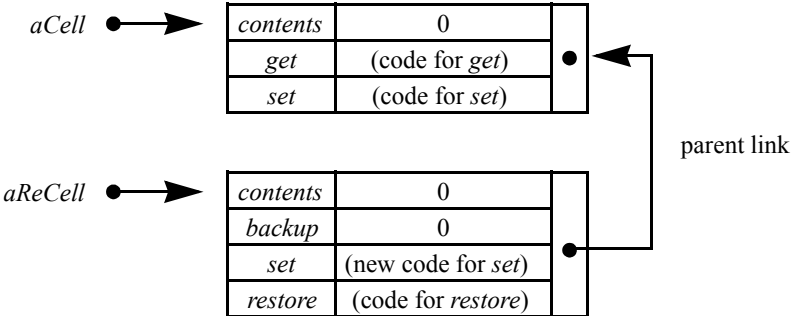 aCell contents 0
get (code for get)
set (code for set)
parent link
aReCell contents 0
backup 0
set (new code for set)
restore (code for restore)